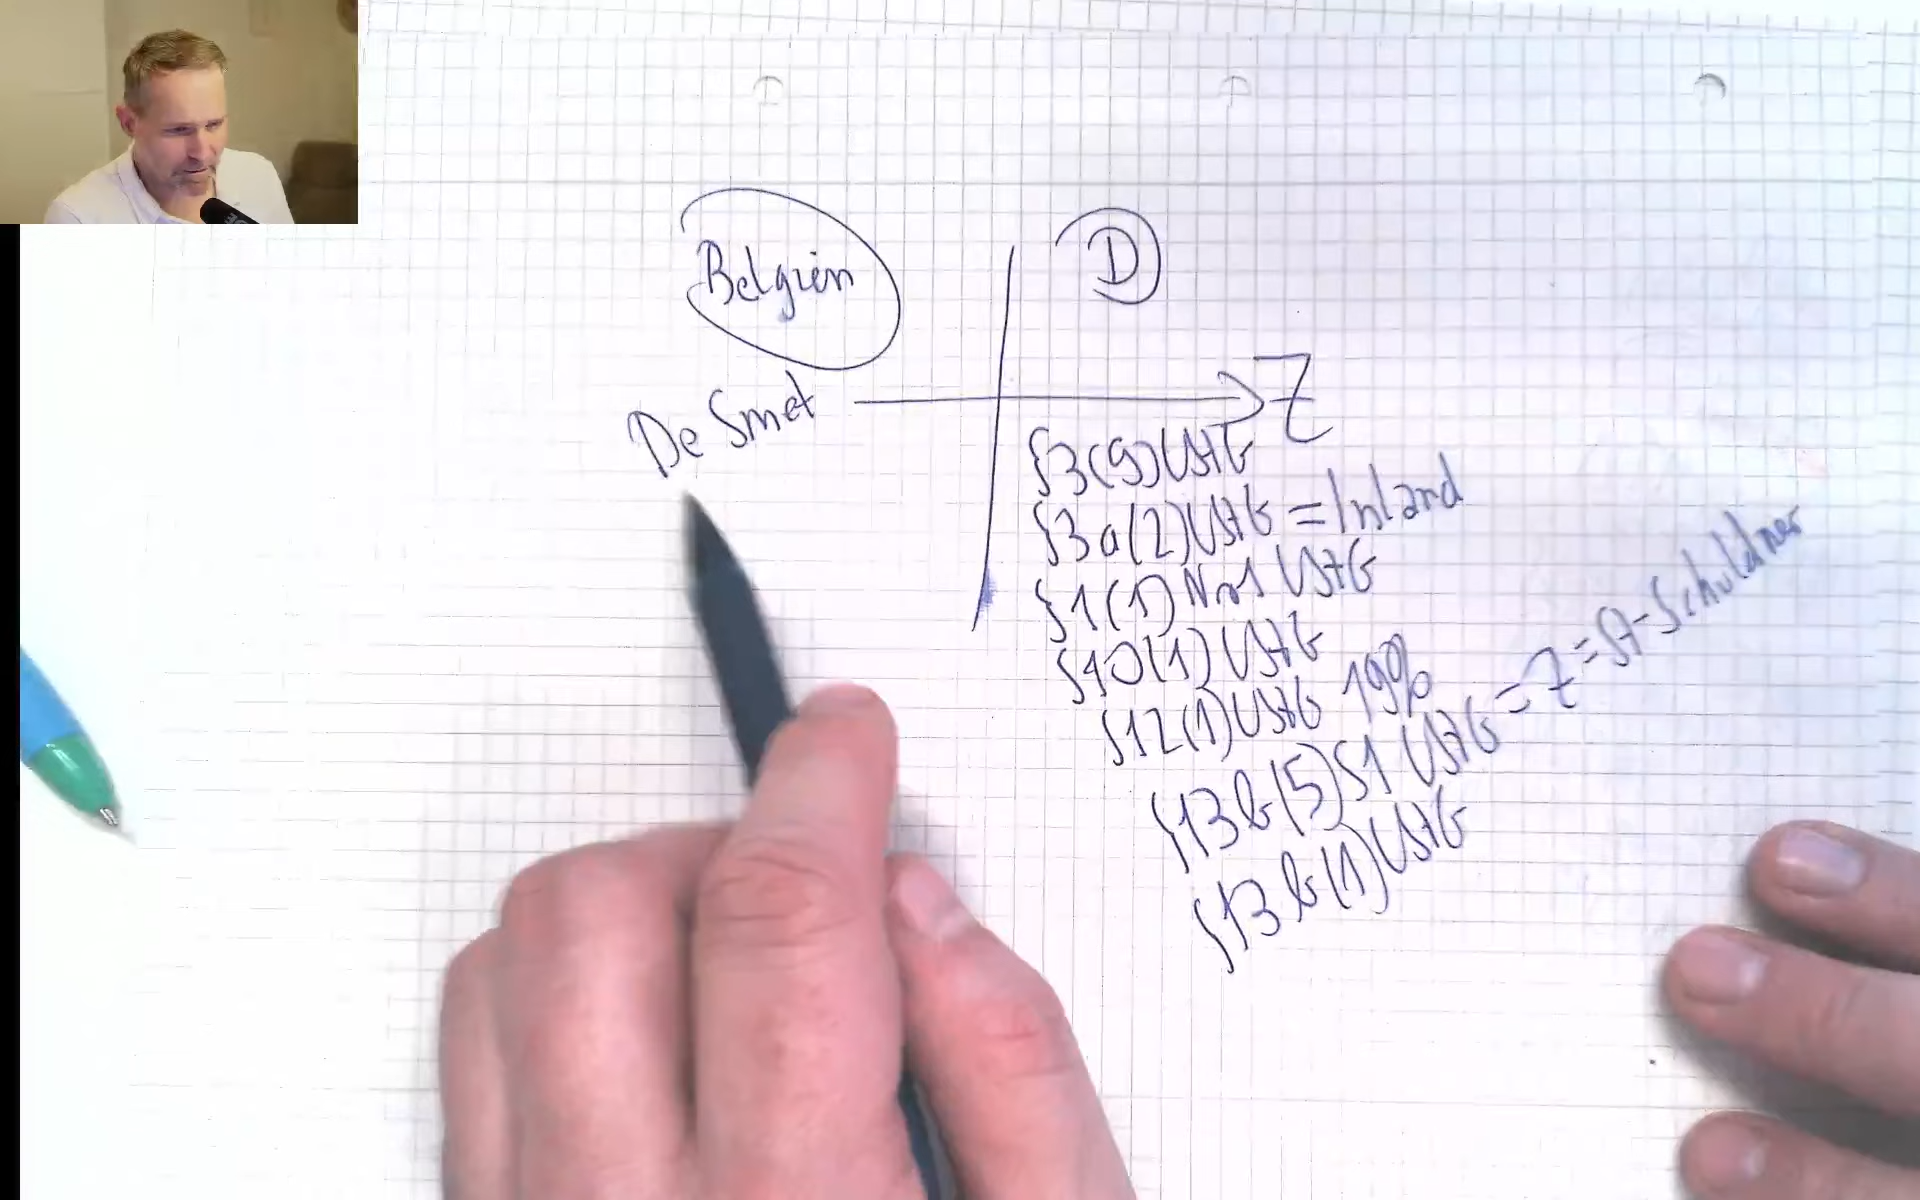 Belgien
D
De Smet → Z
§3(9)UStG
§3a(2)UStG = Inland
§1(1)Nr1 UStG
§10(1)UStG
§12(1)UStG 19%
§13b(5)S1 UStG = Z = St-Schuldner
§13b(1)UStG